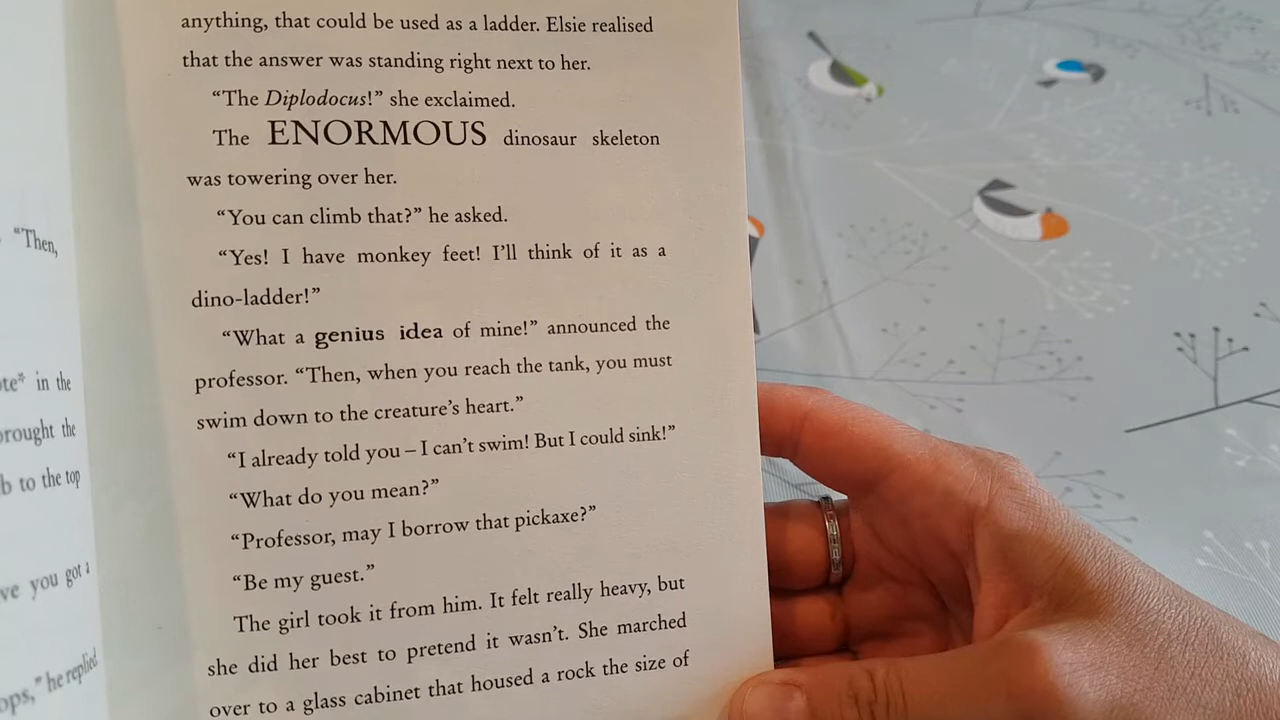 “Then,
ote* in the
brought the
b to the top
ve you got a
ops,” he replied
anything, that could be used as a ladder. Elsie realised
that the answer was standing right next to her.
“The Diplodocus!” she exclaimed.
The ENORMOUS dinosaur skeleton
was towering over her.
“You can climb that?” he asked.
“Yes! I have monkey feet! I’ll think of it as a
dino-ladder!”
“What a genius idea of mine!” announced the
professor. “Then, when you reach the tank, you must
swim down to the creature’s heart.”
“I already told you – I can’t swim! But I could sink!”
“What do you mean?”
“Professor, may I borrow that pickaxe?”
“Be my guest.”
The girl took it from him. It felt really heavy, but
she did her best to pretend it wasn’t. She marched
over to a glass cabinet that housed a rock the size of